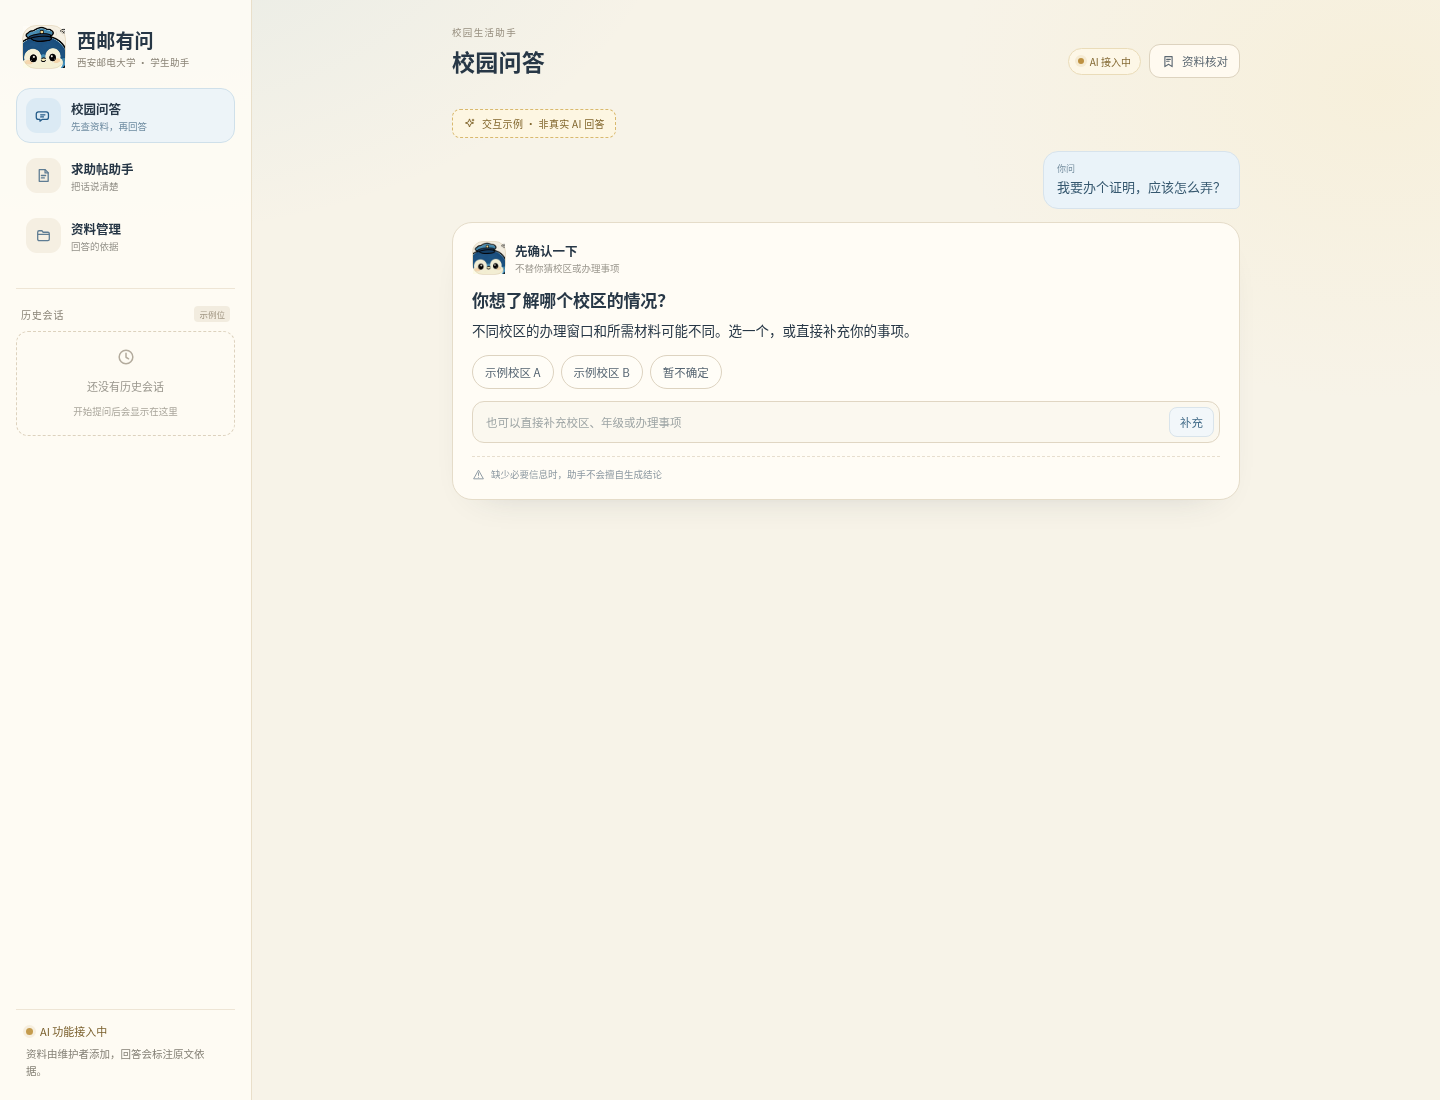 西邮有问
西安邮电大学 · 学生助手
校园问答
先查资料，再回答
求助帖助手
把话说清楚
资料管理
回答的依据
历史会话
示例位
还没有历史会话
开始提问后会显示在这里
AI 功能接入中
资料由维护者添加，回答会标注原文依
据。
校园生活助手
校园问答
AI 接入中
资料核对
交互示例 · 非真实 AI 回答
你问
我要办个证明，应该怎么弄？
先确认一下
不替你猜校区或办理事项
你想了解哪个校区的情况？
不同校区的办理窗口和所需材料可能不同。选一个，或直接补充你的事项。
示例校区 A
示例校区 B
暂不确定
也可以直接补充校区、年级或办理事项
补充
缺少必要信息时，助手不会擅自生成结论